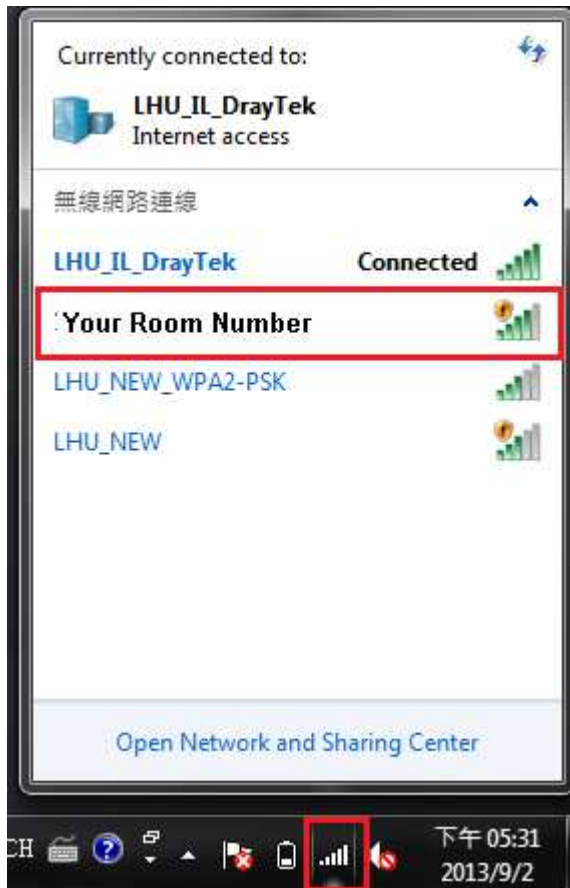 Currently connected to:
LHU_IL_DrayTek
Internet access
無線網路連線
LHU_IL_DrayTek Connected
Your Room Number
LHU_NEW_WPA2-PSK
LHU_NEW
Open Network and Sharing Center
CH
下午 05:31
2013/9/2